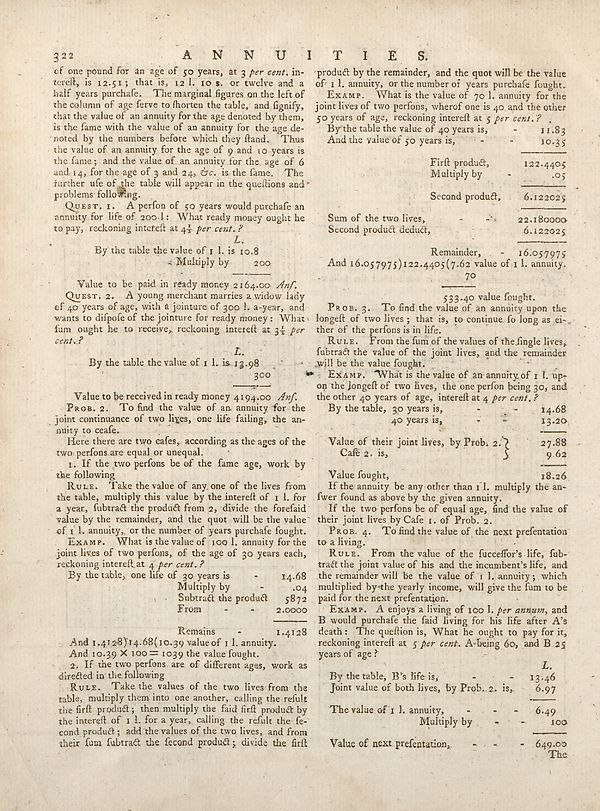 322
ANNUITIES.
of one pound for an age of 50 years, at 3 per cent. in-
tereſt, is 12.51; that is, 12 l. 10 s. or twelve and a
half years purchaſe. The marginal figures on the left of
the column of age ſerve to ſhorten the table, and ſignify,
that the value of an annuity for the age denoted by them,
is the ſame with the value of an annuity for the age de-
noted by the numbers before which they ſtand. Thus
the value of an annuity for the age of 9 and 10 years is
the ſame; and the value of an annuity for the age of 6
and 14, for the age of 3 and 24, &c. is the ſame. The
further uſe of the table will appear in the queſtions and
problems following.
QUEST. 1. A perſon of 50 years would purchaſe an
annuity for life of 200 l: What ready money ought he
to pay, reckoning intereſt at 4½ per cent.?
L.
By the table the value of 1 l. is 10.8
Multiply by 200
Value to be paid in ready money 2164.00 Anſ.
QUEST. 2. A young merchant marries a widow lady
of 40 years of age, with a jointure of 300 l. a-year, and
wants to diſpoſe of the jointure for ready money: What
ſum ought he to receive, reckoning intereſt at 3½ per
cent.?
L.
By the table the value of 1 l. is 13.98
300
Value to be received in ready money 4194.00 Anſ.
PROB. 2. To find the value of an annuity for the
joint continuance of two lives, one life failing, the an-
nuity to ceaſe.
Here there are two caſes, according as the ages of the
two perſons are equal or unequal.
1. If the two perſons be of the ſame age, work by
the following
RULE. Take the value of any one of the lives from
the table, multiply this value by the intereſt of 1 l. for
a year, ſubtract the product from 2, divide the foreſaid
value by the remainder, and the quot will be the value
of 1 l. annuity, or the number of years purchaſe ſought.
EXAMP. What is the value of 100 l. annuity for the
joint lives of two perſons, of the age of 30 years each,
reckoning intereſt at 4 per cent.?
By the table, one life of 30 years is - 14.68
Multiply by - .04
Subtract the product 5872
From - - 2.0000
Remains - 1.4128
And 1.4128)14.68(10.39 value of 1 l. annuity.
And 10.39 X 100 = 1039 the value ſought.
2. If the two perſons are of different ages, work as
directed in the following
RULE. Take the values of the two lives from the
table, multiply them into one another, calling the reſult
the firſt product; then multiply the ſaid firſt product by
the intereſt of 1 l. for a year, calling the reſult the ſe-
cond product; add the values of the two lives, and from
their ſum ſubtract the ſecond product; divide the firſt
product by the remainder, and the quot will be the value
of 1 l. annuity, or the number of years purchaſe ſought.
EXAMP. What is the value of 70 l. annuity for the
joint lives of two perſons, wherof one is 40 and the other
50 years of age, reckoning intereſt at 5 per cent.?
By the table the value of 40 years is, - 11.83
And the value of 50 years is, - - 10.35
Firſt product, 122.4405
Multiply by - .05
Second product, 6.122025
Sum of the two lives, - - 22.180000
Second product deduct, 6.122025
Remainder, - 16.057975
And 16.057975)122.4405(7.62 value of 1 l. annuity.
70
533.40 value ſought.
PROB. 3. To find the value of an annuity upon the
longeſt of two lives; that is, to continue ſo long as ei-
ther of the perſons is in life.
RULE. From the ſum of the values of the ſingle lives,
ſubtract the value of the joint lives, and the remainder
will be the value ſought.
EXAMP. What is the value of an annuity of 1 l. up-
on the longeſt of two lives, the one perſon being 30, and
the other 40 years of age, intereſt at 4 per cent.?
By the table, 30 years is, - - 14.68
40 years is, - - 13.20
27.88
Value of their joint lives, by Prob. 2. }
Caſe 2. is, 9.62
Value ſought, 18.26
If the annuity be any other than 1 l. multiply the an-
ſwer found as above by the given annuity.
If the two perſons be of equal age, find the value of
their joint lives by Caſe 1. of Prob. 2.
PROB. 4. To find the value of the next preſentation
to a living.
RULE. From the value of the ſucceſſor's life, ſub-
tract the joint value of his and the incumbent's life, and
the remainder will be the value of 1 l. annuity; which
multiplied by the yearly income, will give the ſum to be
paid for the next preſentation.
EXAMP. A enjoys a living of 100 l. per annum, and
B would purchaſe the ſaid living for his life after A's
death: The queſtion is, What he ought to pay for it,
reckoning intereſt at 5 per cent. A being 60, and B 25
years of age?
L.
By the table, B's life is, - - 13.46
Joint value of both lives, by Prob. 2. is, 6.97
The value of 1 l. annuity, - - - 6.49
Multiply by - - 100
Value of next preſentation, - - 649.00
The